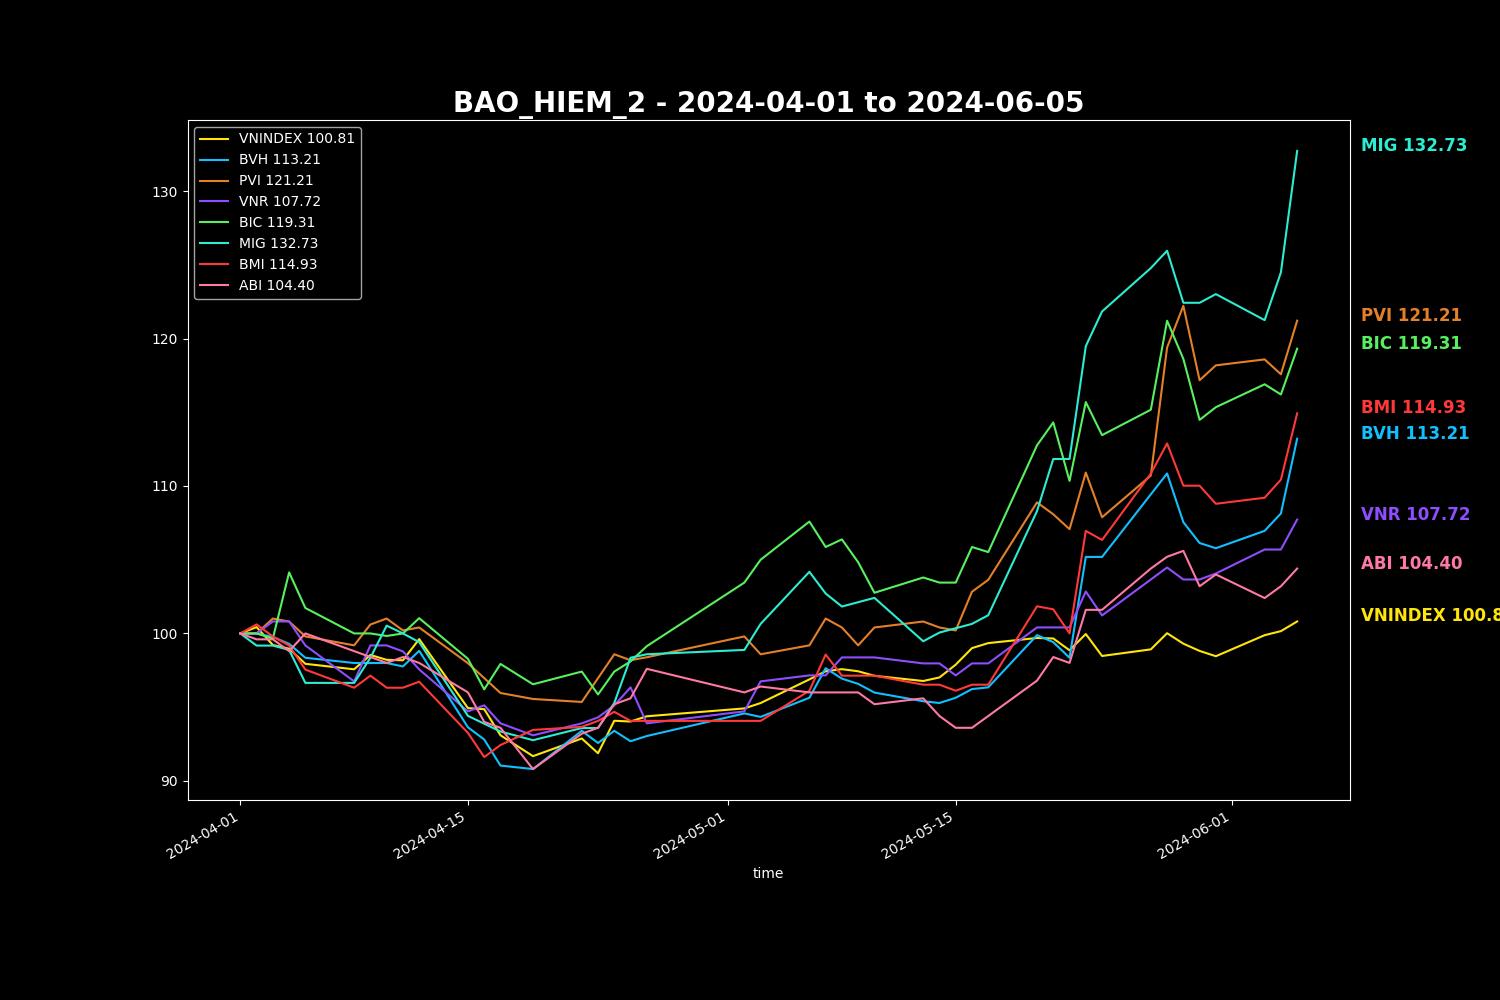 BAO_HIEM_2 - 2024-04-01 to 2024-06-05
VNINDEX 100.81
BVH 113.21
PVI 121.21
VNR 107.72
BIC 119.31
MIG 132.73
BMI 114.93
ABI 104.40
130
120
110
100
90
MIG 132.73
PVI 121.21
BIC 119.31
BMI 114.93
BVH 113.21
VNR 107.72
ABI 104.40
VNINDEX 100.8
2024-04-01
2024-04-15
2024-05-01
2024-05-15
2024-06-01
time